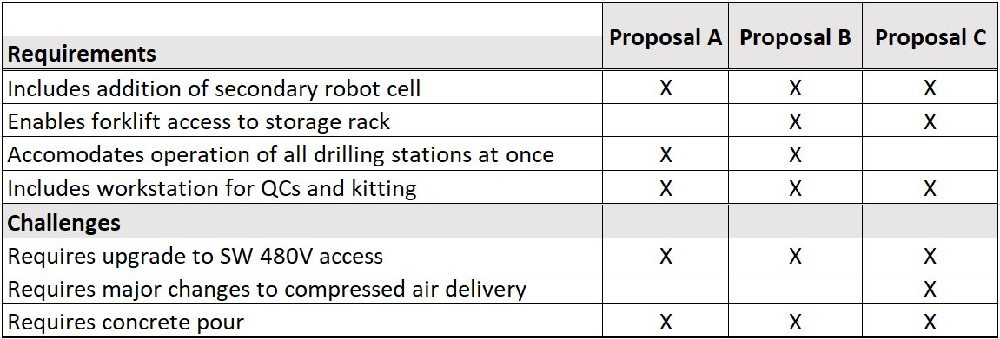 Proposal A Proposal B Proposal C
Requirements
Includes addition of secondary robot cell X X X
Enables forklift access to storage rack X X
Accomodates operation of all drilling stations at once X X
Includes workstation for QCs and kitting X X X
Challenges
Requires upgrade to SW 480V access X X X
Requires major changes to compressed air delivery X
Requires concrete pour X X X